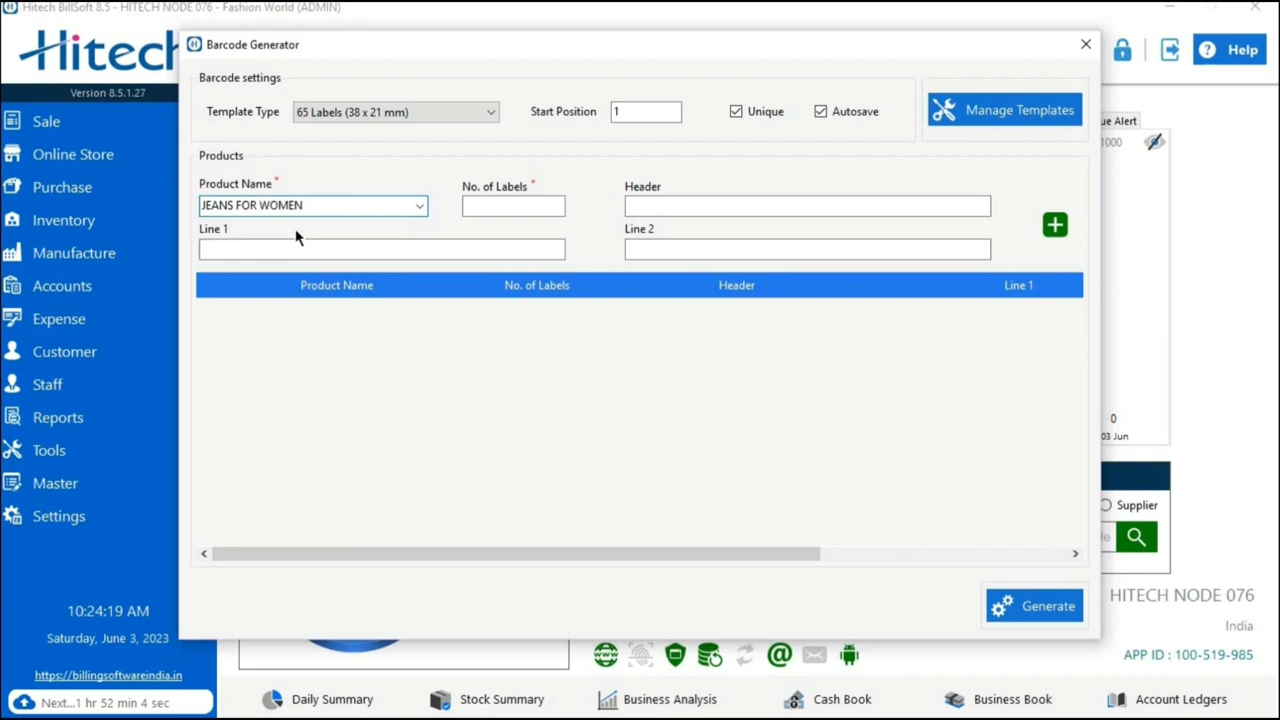 Hitech BillSoft 8.5 - HITECH NODE 076 - Fashion World (ADMIN)
Hitech
Version 8.5.1.27
Sale
Online Store
Purchase
Inventory
Manufacture
Accounts
Expense
Customer
Staff
Reports
Tools
Master
Settings
10:24:19 AM
Saturday, June 3, 2023
https://billingsoftwareindia.in
Next...1 hr 52 min 4 sec
Barcode Generator
Barcode settings
Template Type 65 Labels (38 x 21 mm) Start Position 1 Unique Autosave Manage Templates
Products
Product Name * No. of Labels * Header
JEANS FOR WOMEN
Line 1 Line 2
Product Name No. of Labels Header Line 1
Generate
Help
ue Alert
1000
0
03 Jun
Supplier
HITECH NODE 076
India
APP ID : 100-519-985
Daily Summary Stock Summary Business Analysis Cash Book Business Book Account Ledgers